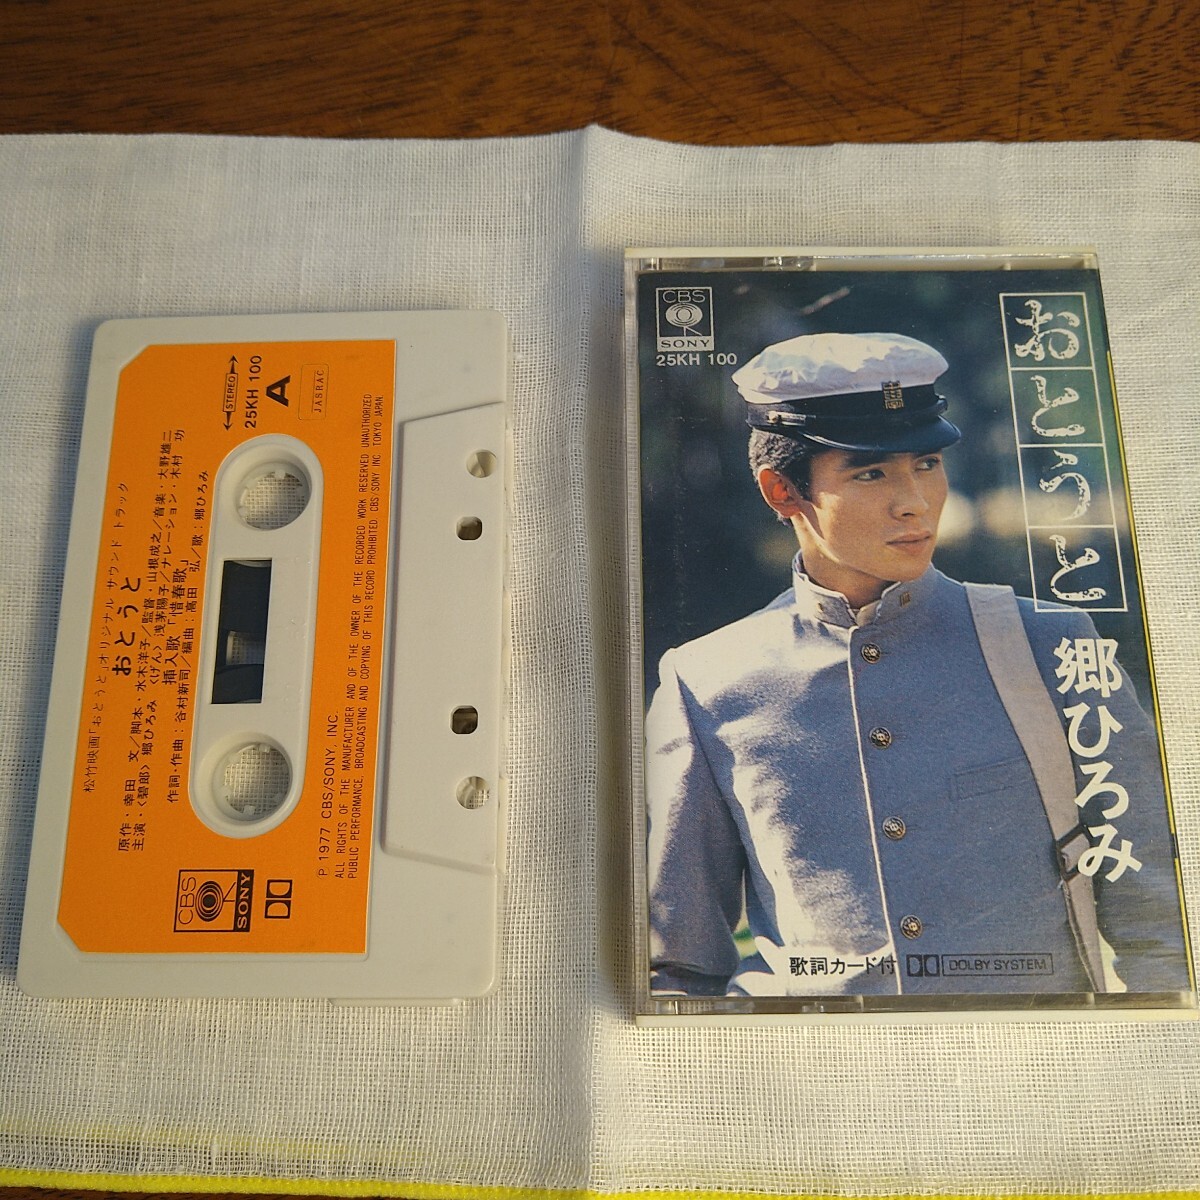 松竹映画「おとうと」オリジナル サウンド トラック
おとうと
原作・幸田 文/脚本・水木洋子/監督・山根成之/音楽・大野雄二
主演・〈碧郎〉郷ひろみ 〈げん〉浅茅陽子/ナレーション・木村 功
挿入歌「惜春歌」
作詞・作曲:谷村新司/編曲:高田 弘/歌:郷ひろみ
STEREO
25KH 100
A
JASRAC
CBS
SONY
℗ 1977 CBS/SONY, INC.
ALL RIGHTS OF THE MANUFACTURER AND OF THE OWNER OF THE RECORDED WORK RESERVED UNAUTHORIZED
PUBLIC PERFORMANCE, BROADCASTING AND COPYING OF THIS RECORD PROHIBITED. CBS/SONY INC. TOKYO JAPAN.
CBS
SONY
25KH 100
おとうと
郷ひろみ
歌詞カード付
DOLBY SYSTEM